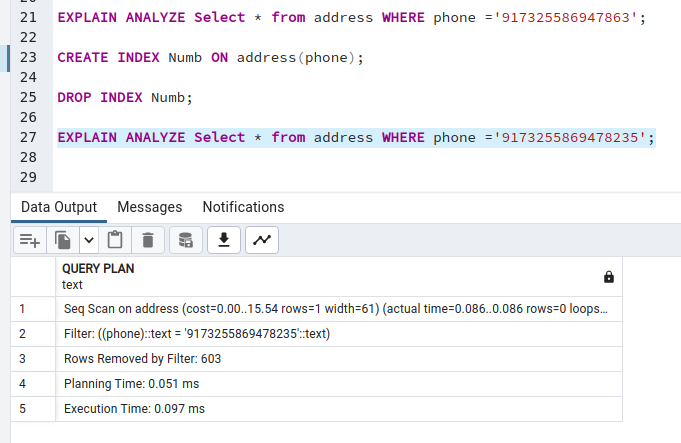 21 EXPLAIN ANALYZE Select * from address WHERE phone ='917325586947863';
22
23 CREATE INDEX Numb ON address(phone);
24
25 DROP INDEX Numb;
26
27 EXPLAIN ANALYZE Select * from address WHERE phone ='9173255869478235';
28
29
Data Output Messages Notifications
QUERY PLAN
text
1 Seq Scan on address (cost=0.00..15.54 rows=1 width=61) (actual time=0.086..0.086 rows=0 loops...
2 Filter: ((phone)::text = '9173255869478235'::text)
3 Rows Removed by Filter: 603
4 Planning Time: 0.051 ms
5 Execution Time: 0.097 ms